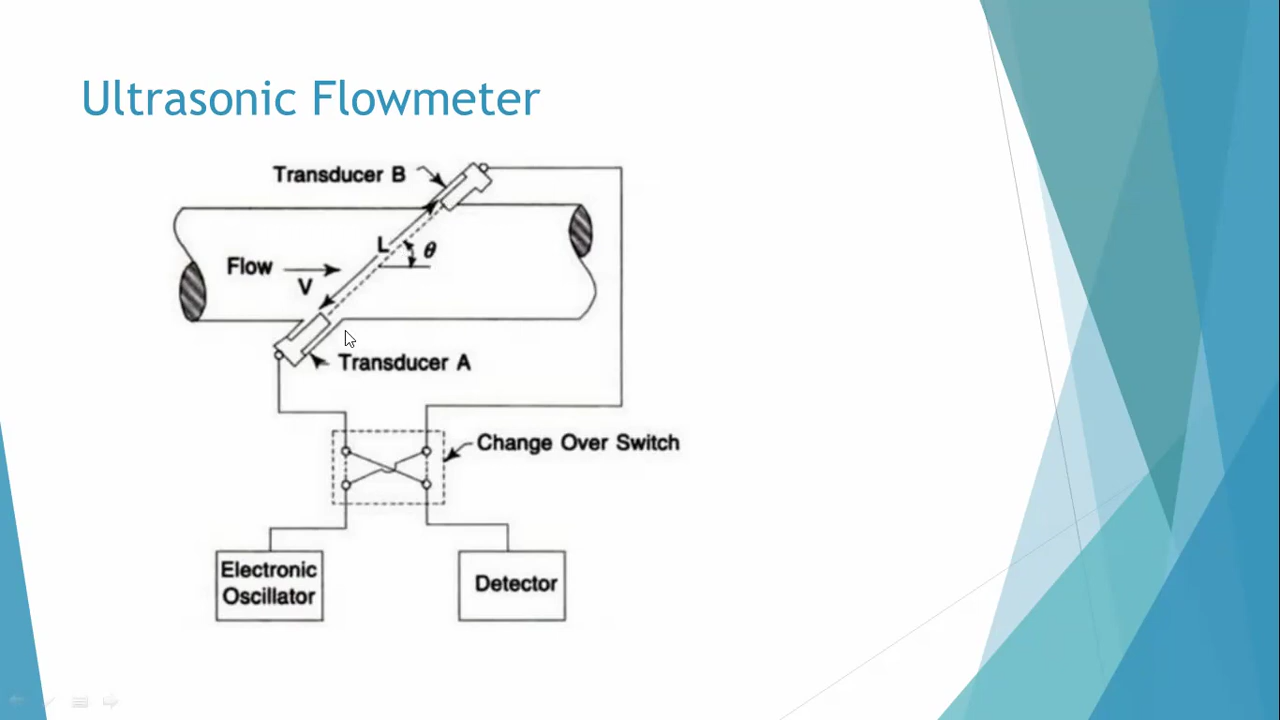 Ultrasonic Flowmeter
Transducer B
L
θ
Flow
V
Transducer A
Change Over Switch
Electronic
Oscillator
Detector